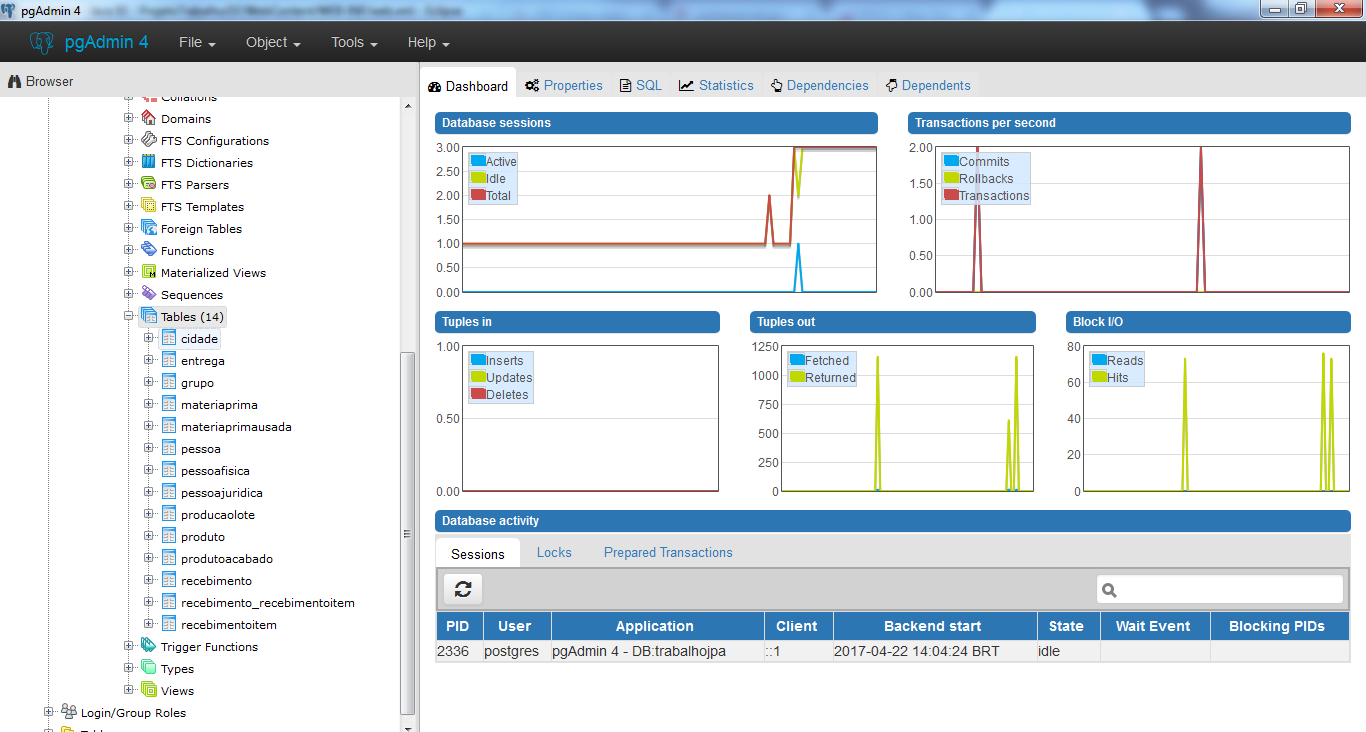 pgAdmin 4
pgAdmin 4 File Object Tools Help
Browser
Collations
Domains
FTS Configurations
FTS Dictionaries
FTS Parsers
FTS Templates
Foreign Tables
Functions
Materialized Views
Sequences
Tables (14)
cidade
entrega
grupo
materiaprima
materiaprimausada
pessoa
pessoafisica
pessoajuridica
producaolote
produto
produtoacabado
recebimento
recebimento_recebimentoitem
recebimentoitem
Trigger Functions
Types
Views
Login/Group Roles
Dashboard Properties SQL Statistics Dependencies Dependents
Database sessions
3.00
2.50
2.00
1.50
1.00
0.50
0.00
Active
Idle
Total
Transactions per second
2.00
1.50
1.00
0.50
0.00
Commits
Rollbacks
Transactions
Tuples in
1.00
0.50
0.00
Inserts
Updates
Deletes
Tuples out
1250
1000
750
500
250
0
Fetched
Returned
Block I/O
80
60
40
20
0
Reads
Hits
Database activity
Sessions Locks Prepared Transactions
PID User Application Client Backend start State Wait Event Blocking PIDs
2336 postgres pgAdmin 4 - DB:trabalhojpa ::1 2017-04-22 14:04:24 BRT idle